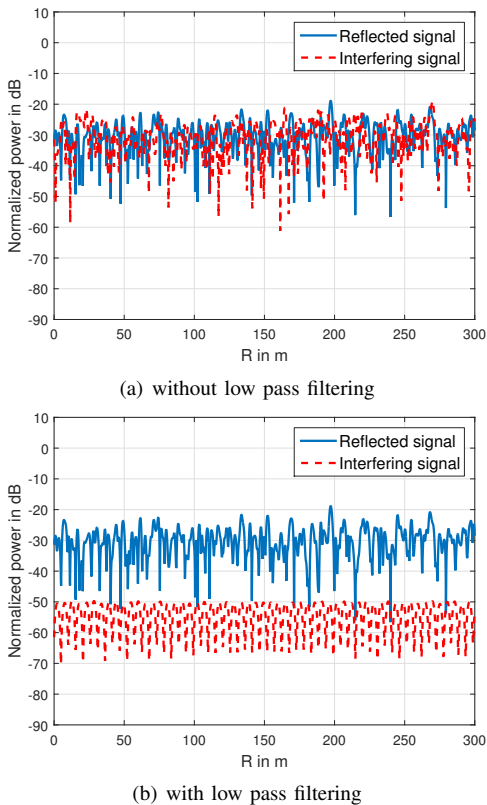 10
0
-10
-20
-30
-40
-50
-60
-70
-80
-90
Normalized power in dB
Reflected signal
Interfering signal
0 50 100 150 200 250 300
R in m
(a) without low pass filtering
10
0
-10
-20
-30
-40
-50
-60
-70
-80
-90
Normalized power in dB
Reflected signal
Interfering signal
0 50 100 150 200 250 300
R in m
(b) with low pass filtering